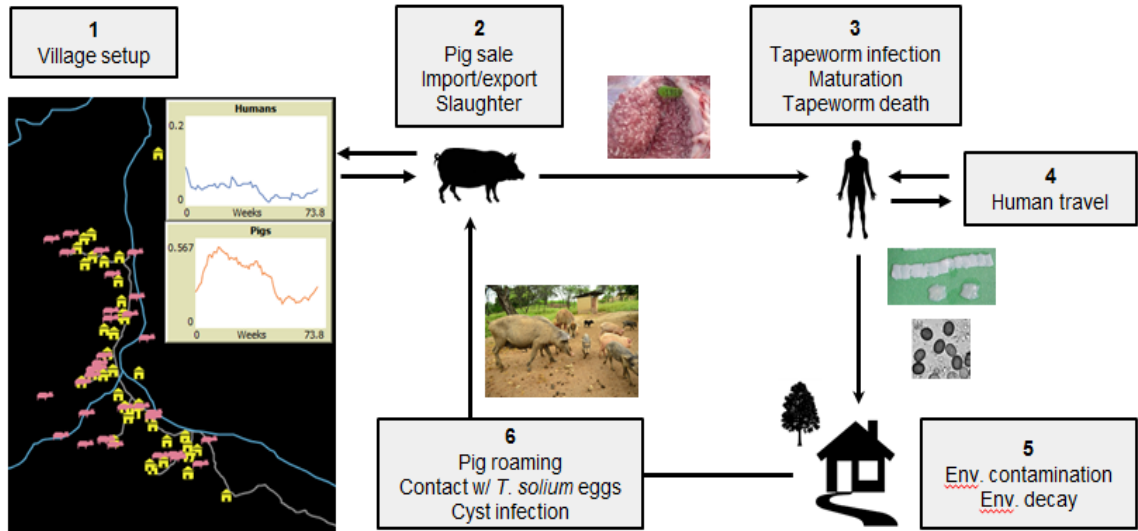 1
Village setup
2
Pig sale
Import/export
Slaughter
3
Tapeworm infection
Maturation
Tapeworm death
Humans
0.2
0
0
Weeks
73.8
Pigs
0.567
0
0
Weeks
73.8
4
Human travel
5
Env. contamination
Env. decay
6
Pig roaming
Contact w/ T. solium eggs
Cyst infection